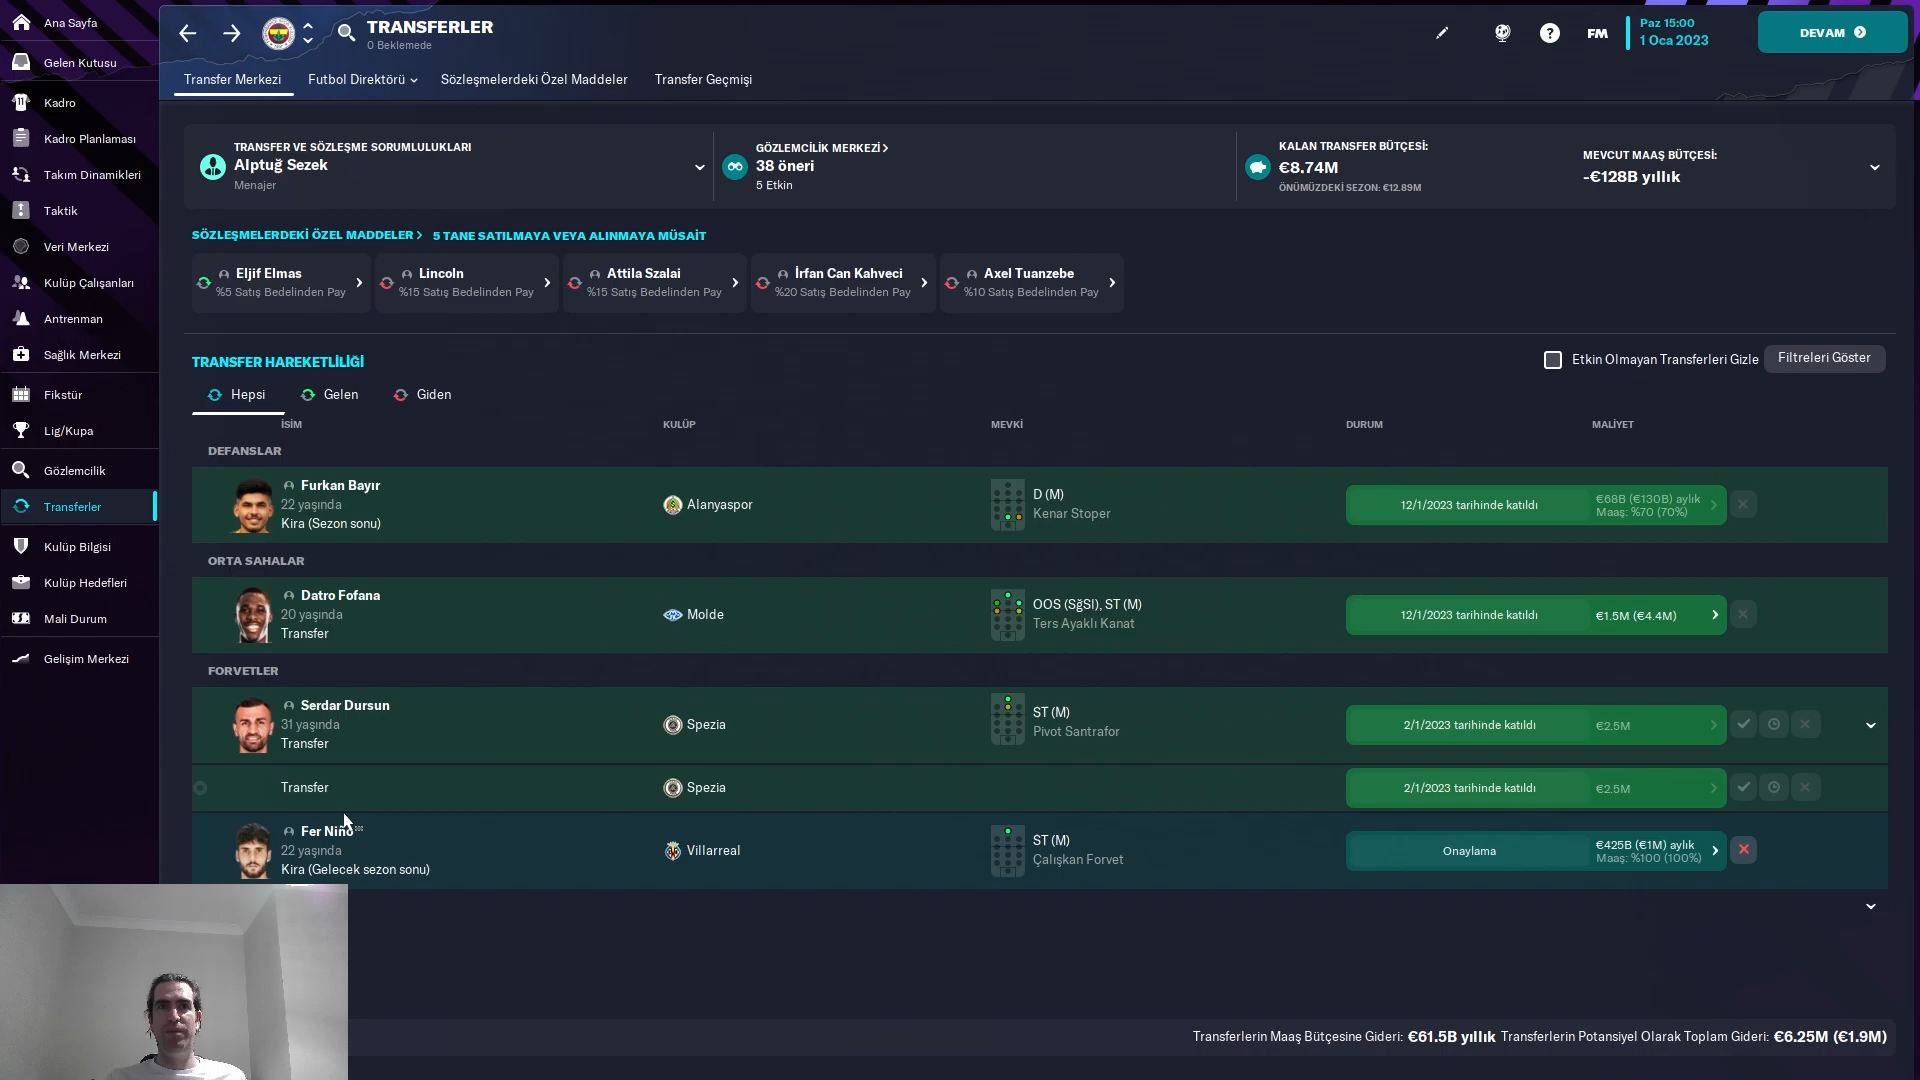 Ana Sayfa
Gelen Kutusu
Kadro
Kadro Planlaması
Takım Dinamikleri
Taktik
Veri Merkezi
Kulüp Çalışanları
Antrenman
Sağlık Merkezi
Fikstür
Lig/Kupa
Gözlemcilik
Transferler
Kulüp Bilgisi
Kulüp Hedefleri
Mali Durum
Gelişim Merkezi
TRANSFERLER
0 Beklemede
FM
Paz 15:00
1 Oca 2023
DEVAM
Transfer Merkezi Futbol Direktörü Sözleşmelerdeki Özel Maddeler Transfer Geçmişi
TRANSFER VE SÖZLEŞME SORUMLULUKLARI
Alptuğ Sezek
Menajer
GÖZLEMCİLİK MERKEZİ
38 öneri
5 Etkin
KALAN TRANSFER BÜTÇESİ:
€8.74M
ÖNÜMÜZDEKİ SEZON: €12.89M
MEVCUT MAAŞ BÜTÇESİ:
-€128B yıllık
SÖZLEŞMELERDEKİ ÖZEL MADDELER 5 TANE SATILMAYA VEYA ALINMAYA MÜSAİT
Eljif Elmas
%5 Satış Bedelinden Pay
Lincoln
%15 Satış Bedelinden Pay
Attila Szalai
%15 Satış Bedelinden Pay
İrfan Can Kahveci
%20 Satış Bedelinden Pay
Axel Tuanzebe
%10 Satış Bedelinden Pay
TRANSFER HAREKETLİLİĞİ
Etkin Olmayan Transferleri Gizle
Filtreleri Göster
Hepsi Gelen Giden
İSİM KULÜP MEVKİ DURUM MALİYET
DEFANSLAR
Furkan Bayır
22 yaşında
Kira (Sezon sonu)
Alanyaspor
D (M)
Kenar Stoper
12/1/2023 tarihinde katıldı
€68B (€130B) aylık
Maaş: %70 (70%)
ORTA SAHALAR
Datro Fofana
20 yaşında
Transfer
Molde
OOS (SğSl), ST (M)
Ters Ayaklı Kanat
12/1/2023 tarihinde katıldı
€1.5M (€4.4M)
FORVETLER
Serdar Dursun
31 yaşında
Transfer
Spezia
ST (M)
Pivot Santrafor
2/1/2023 tarihinde katıldı
€2.5M
Transfer
Spezia
2/1/2023 tarihinde katıldı
€2.5M
Fer Niño
22 yaşında
Kira (Gelecek sezon sonu)
Villarreal
ST (M)
Çalışkan Forvet
Onaylama
€425B (€1M) aylık
Maaş: %100 (100%)
Transferlerin Maaş Bütçesine Gideri: €61.5B yıllık Transferlerin Potansiyel Olarak Toplam Gideri: €6.25M (€1.9M)